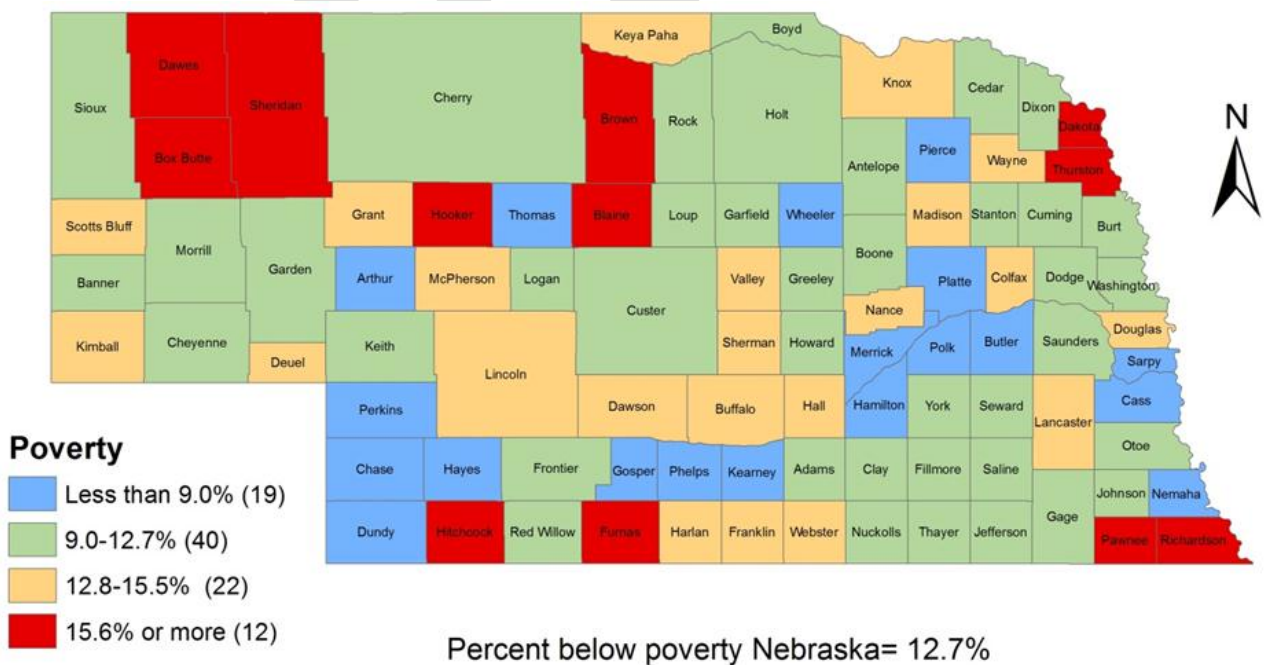 Keya Paha
Boyd
Dawes
Sheridan
Cherry
Knox
Cedar
Sioux
Brown
Rock
Holt
Dixon
Dakota
N
Box Butte
Pierce
Wayne
Antelope
Thurston
Scotts Bluff
Grant
Hooker
Thomas
Blaine
Loup
Garfield
Wheeler
Madison
Stanton
Cuming
Burt
Morrill
Garden
Boone
Banner
Arthur
McPherson
Logan
Valley
Greeley
Platte
Colfax
Dodge
Washington
Custer
Nance
Kimball
Cheyenne
Deuel
Keith
Lincoln
Sherman
Howard
Merrick
Polk
Butler
Saunders
Douglas
Sarpy
Perkins
Dawson
Buffalo
Hall
Hamilton
York
Seward
Lancaster
Cass
Otoe
Chase
Hayes
Frontier
Gosper
Phelps
Kearney
Adams
Clay
Fillmore
Saline
Johnson
Nemaha
Dundy
Hitchcock
Red Willow
Furnas
Harlan
Franklin
Webster
Nuckolls
Thayer
Jefferson
Gage
Pawnee
Richardson
Poverty
Less than 9.0% (19)
9.0-12.7% (40)
12.8-15.5% (22)
15.6% or more (12)
Percent below poverty Nebraska= 12.7%